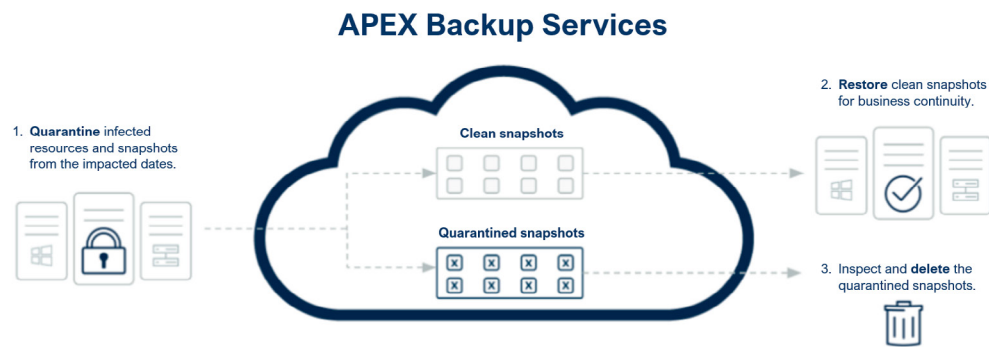 APEX Backup Services
1. Quarantine infected
resources and snapshots
from the impacted dates.
Clean snapshots
Quarantined snapshots
X X X X
X X X X
2. Restore clean snapshots
for business continuity.
3. Inspect and delete the
quarantined snapshots.